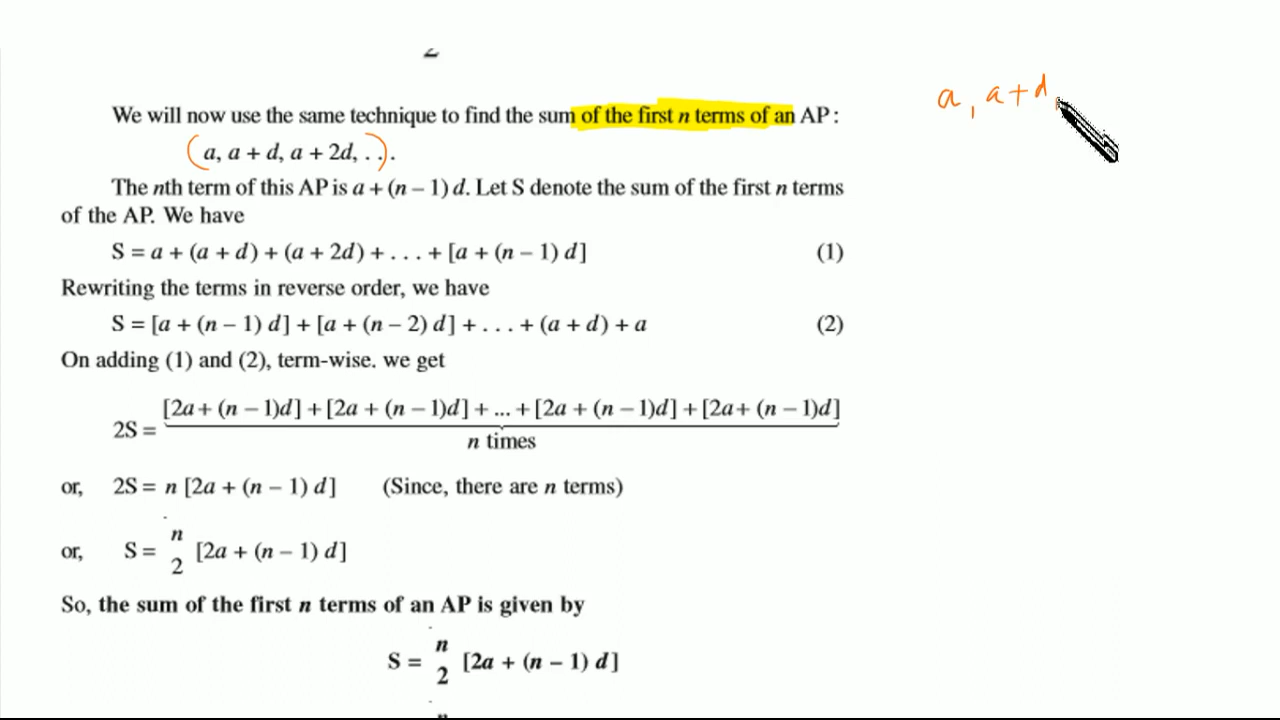 We will now use the same technique to find the sum of the first n terms of an AP :
a, a + d, a + 2d, . . .
The nth term of this AP is a + (n – 1) d. Let S denote the sum of the first n terms
of the AP. We have
S = a + (a + d) + (a + 2d) + . . . + [a + (n – 1) d] (1)
Rewriting the terms in reverse order, we have
S = [a + (n – 1) d] + [a + (n – 2) d] + . . . + (a + d) + a (2)
On adding (1) and (2), term-wise. we get
2S = [2a + (n – 1)d] + [2a + (n – 1)d] + ... + [2a + (n – 1)d] + [2a + (n – 1)d]
n times
or, 2S = n [2a + (n – 1) d] (Since, there are n terms)
or, S = n/2 [2a + (n – 1) d]
So, the sum of the first n terms of an AP is given by
S = n/2 [2a + (n – 1) d]
a, a+d,